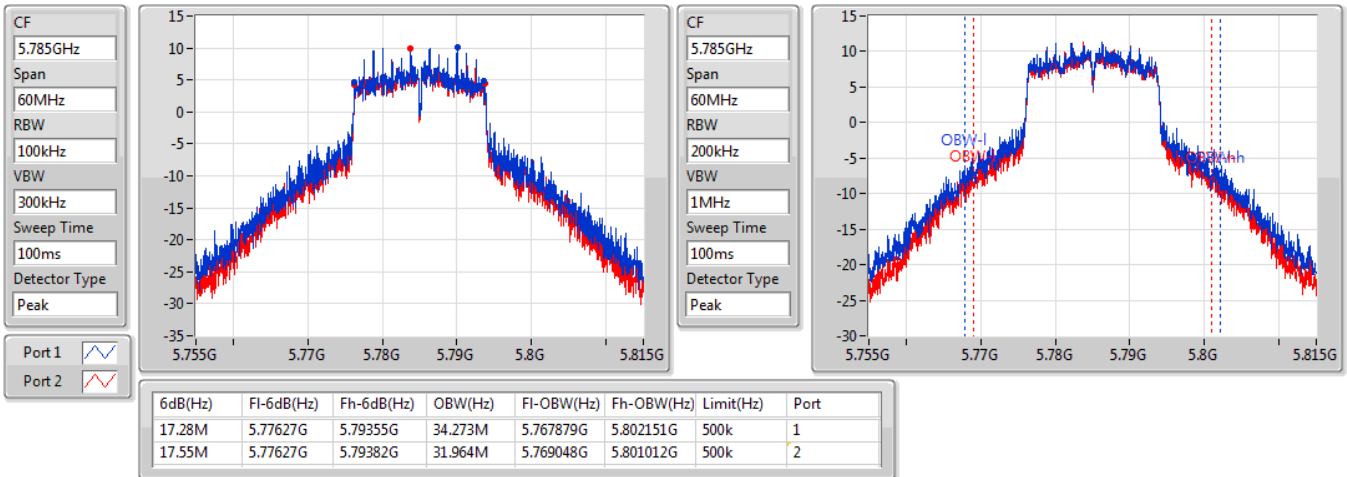 CF
5.785GHz
Span
60MHz
RBW
100kHz
VBW
300kHz
Sweep Time
100ms
Detector Type
Peak
Port 1
Port 2
15
10
5
0
-5
-10
-15
-20
-25
-30
-35
5.755G 5.77G 5.78G 5.79G 5.8G 5.815G
CF
5.785GHz
Span
60MHz
RBW
200kHz
VBW
1MHz
Sweep Time
100ms
Detector Type
Peak
15
10
5
0
-5
-10
-15
-20
-25
-30
OBW-l
5.755G 5.77G 5.78G 5.79G 5.8G 5.815G
6dB(Hz) Fl-6dB(Hz) Fh-6dB(Hz) OBW(Hz) Fl-OBW(Hz) Fh-OBW(Hz) Limit(Hz) Port
17.28M 5.77627G 5.79355G 34.273M 5.767879G 5.802151G 500k 1
17.55M 5.77627G 5.79382G 31.964M 5.769048G 5.801012G 500k 2